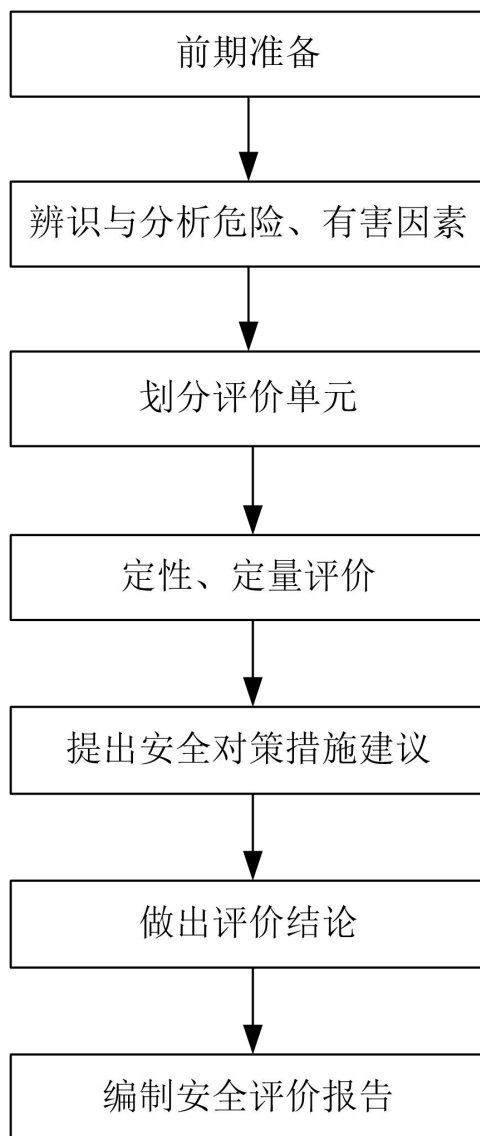 前期准备
辨识与分析危险、有害因素
划分评价单元
定性、定量评价
提出安全对策措施建议
做出评价结论
编制安全评价报告